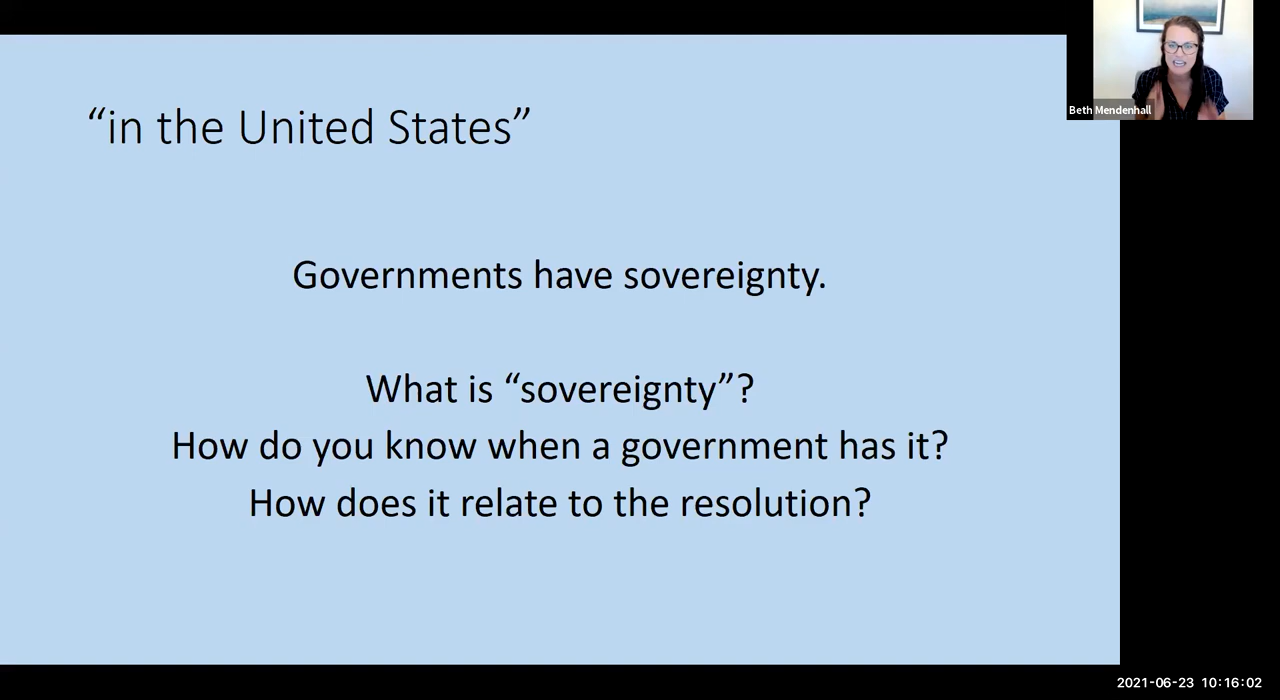 “in the United States”
Beth Mendenhall
Governments have sovereignty.
What is “sovereignty”?
How do you know when a government has it?
How does it relate to the resolution?
2021-06-23 10:16:02